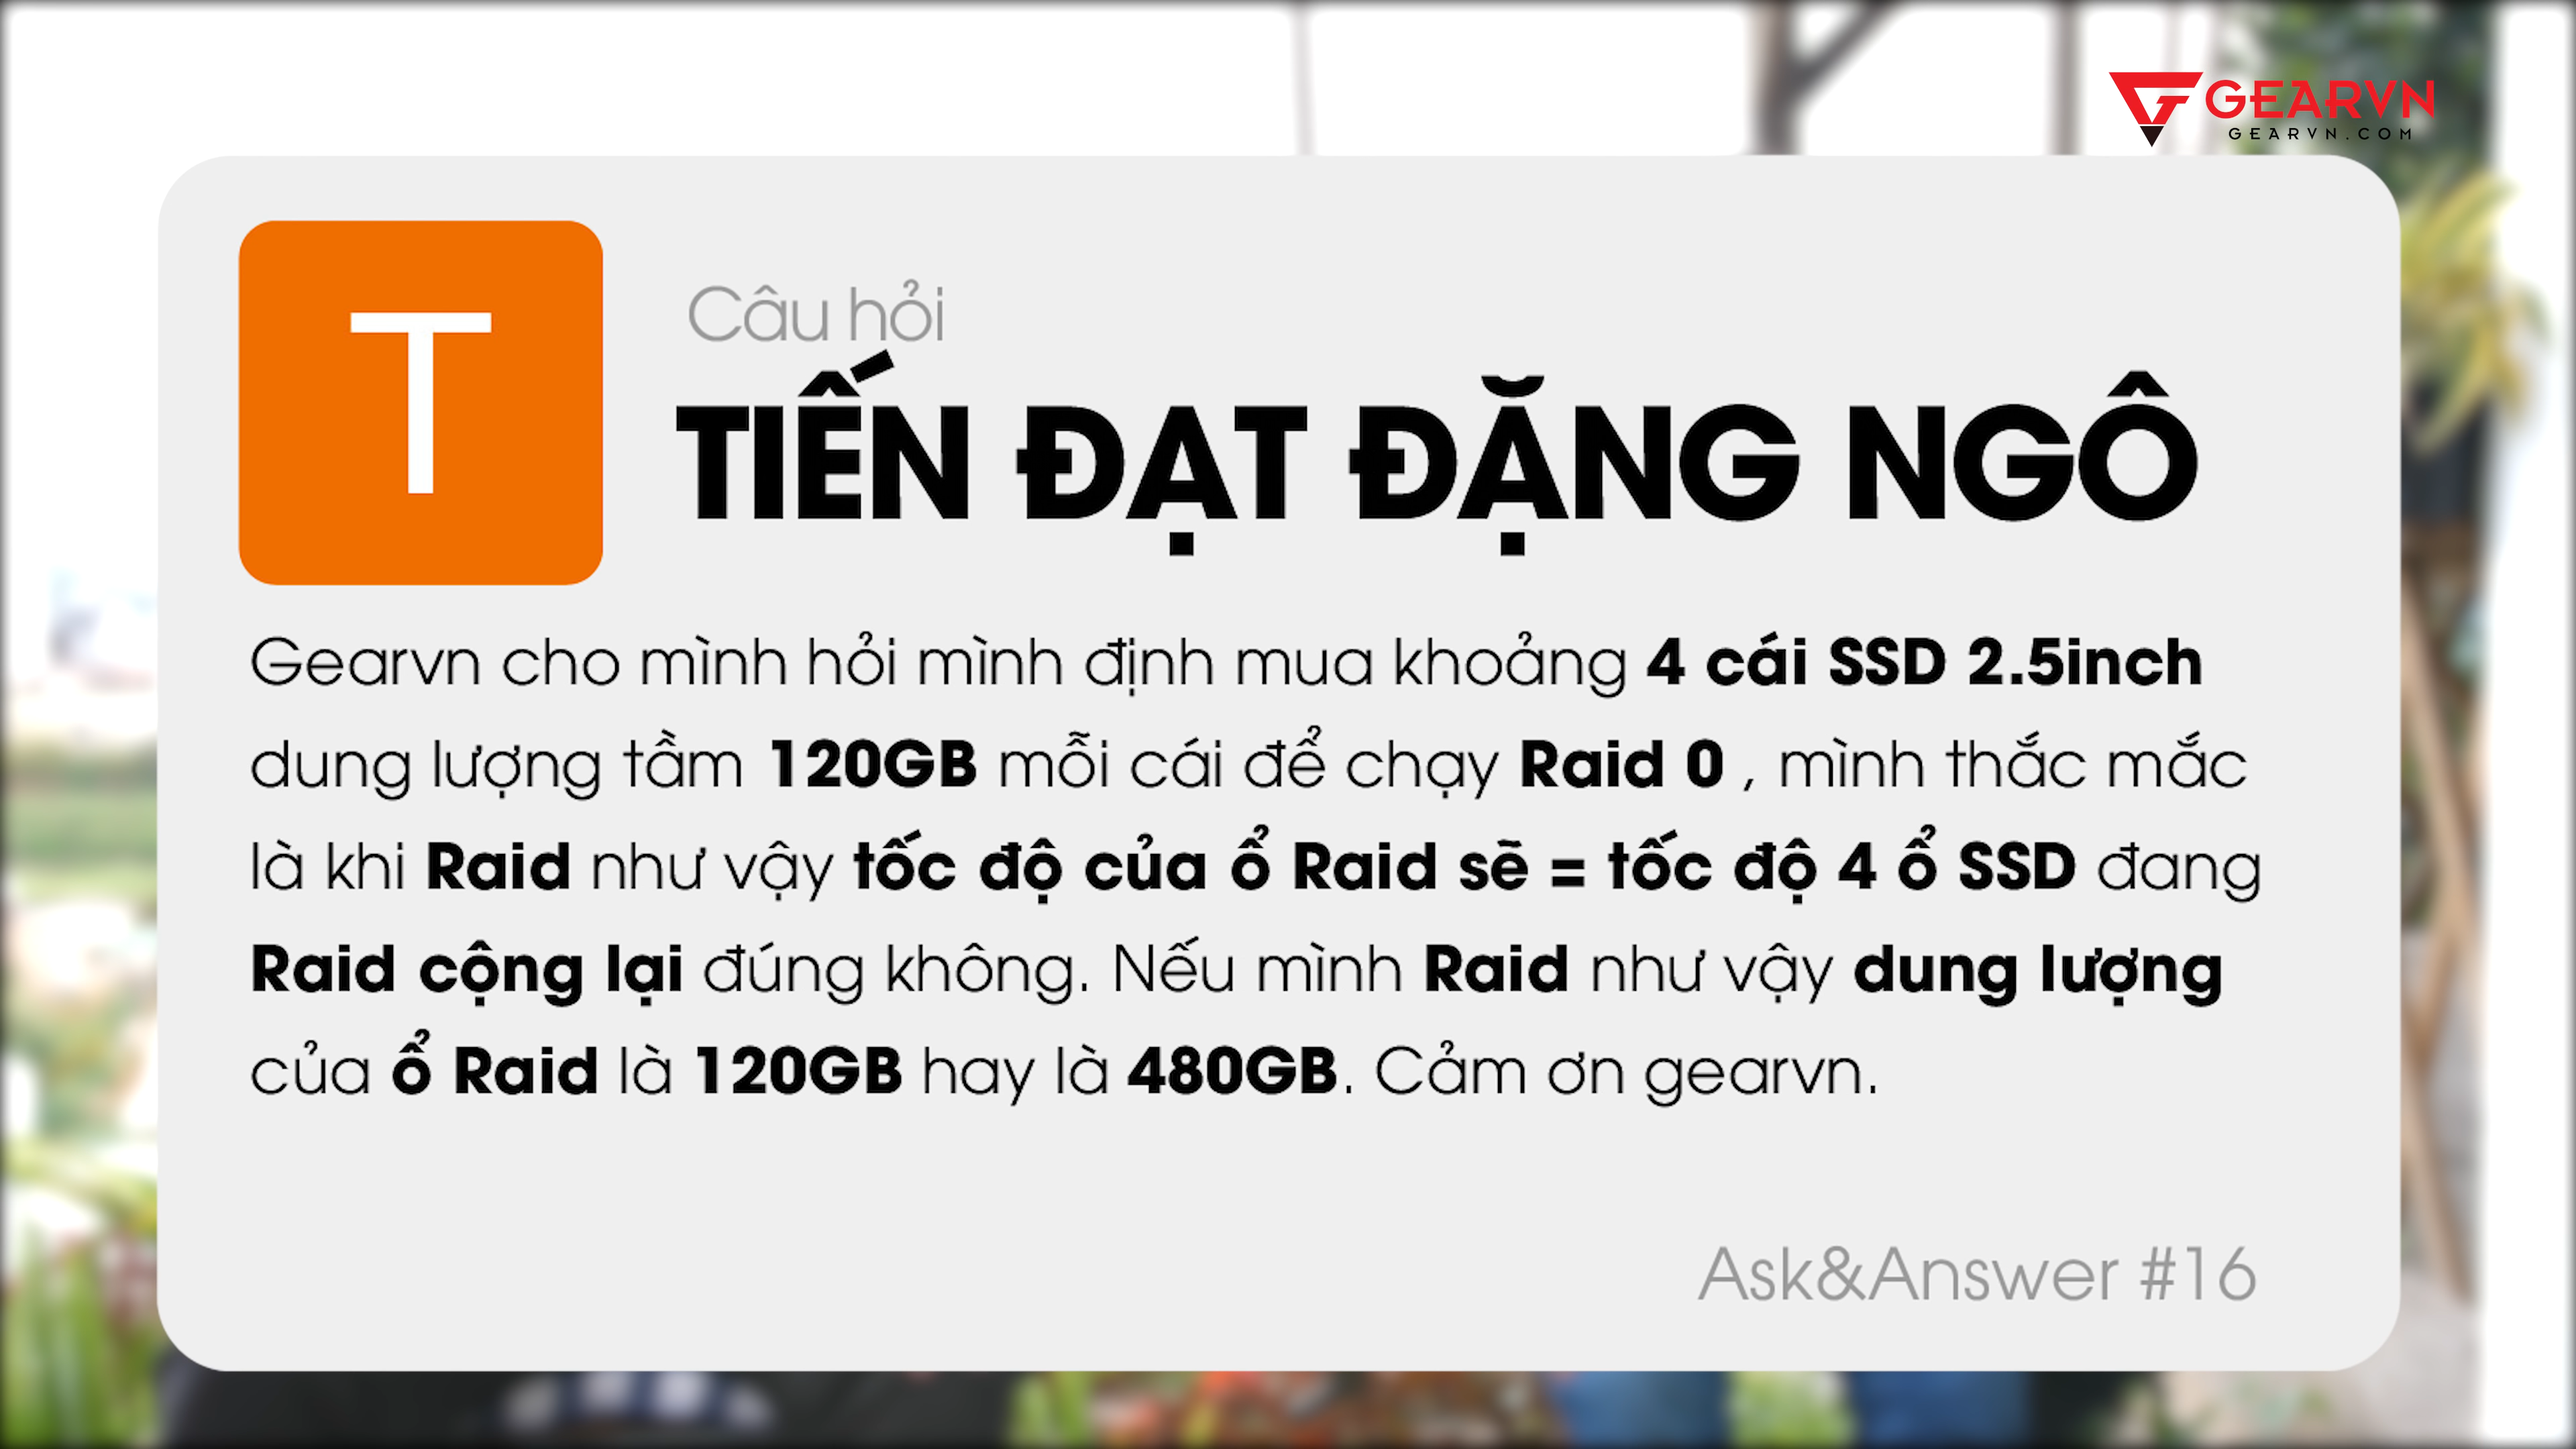 GEARVN
GEARVN.COM
T
Câu hỏi
TIẾN ĐẠT ĐẶNG NGÔ
Gearvn cho mình hỏi mình định mua khoảng 4 cái SSD 2.5inch
dung lượng tầm 120GB mỗi cái để chạy Raid 0 , mình thắc mắc
là khi Raid như vậy tốc độ của ổ Raid sẽ = tốc độ 4 ổ SSD đang
Raid cộng lại đúng không. Nếu mình Raid như vậy dung lượng
của ổ Raid là 120GB hay là 480GB. Cảm ơn gearvn.
Ask&Answer #16